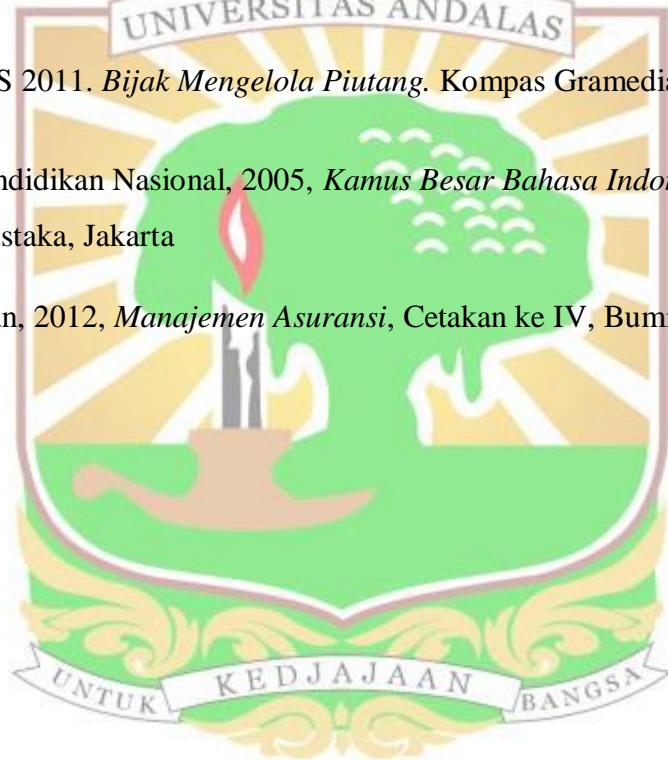 UNIVERSITAS ANDALAS
S 2011. Bijak Mengelola Piutang. Kompas Gramedia
ndidikan Nasional, 2005, Kamus Besar Bahasa Indon
staka, Jakarta
n, 2012, Manajemen Asuransi, Cetakan ke IV, Bum
UNTUK KEDJAJAAN BANGSA